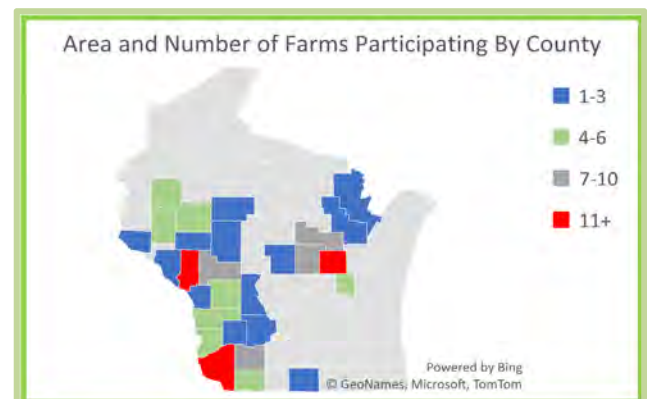 Area and Number of Farms Participating By County
1-3
4-6
7-10
11+
Powered by Bing
© GeoNames, Microsoft, TomTom